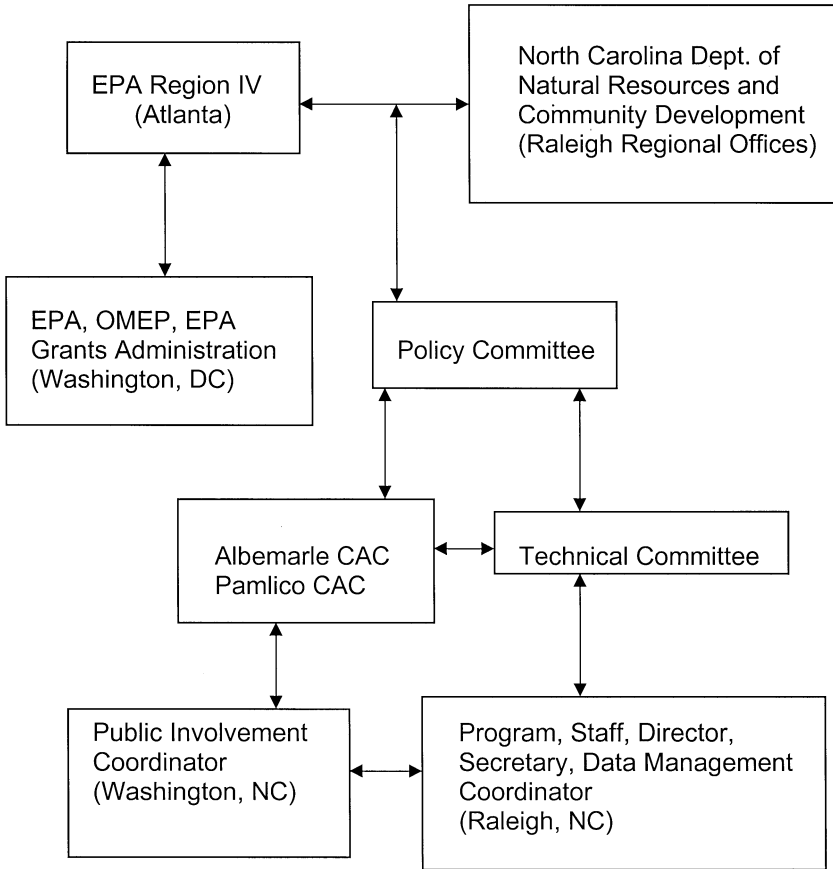 EPA Region IV
(Atlanta)
North Carolina Dept. of
Natural Resources and
Community Development
(Raleigh Regional Offices)
EPA, OMEP, EPA
Grants Administration
(Washington, DC)
Policy Committee
Albemarle CAC
Pamlico CAC
Technical Committee
Public Involvement
Coordinator
(Washington, NC)
Program, Staff, Director,
Secretary, Data Management
Coordinator
(Raleigh, NC)